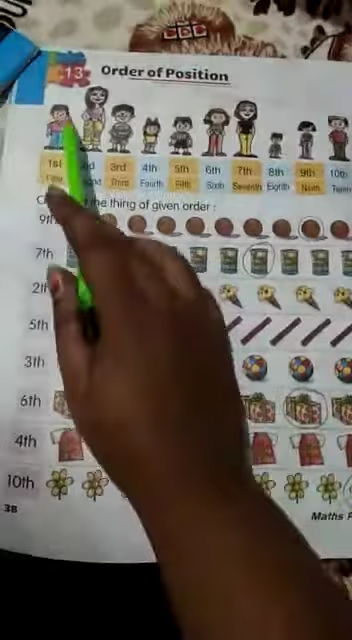 13 Order of Position
1st 3rd 4th 5th 6th 7th 8th 9th 10th
Third Fourth Fifth Sixth Seventh Eighth Ninth
the thing of given order :
9th
7th
5th
3th
6th
4th
10th
38
Maths